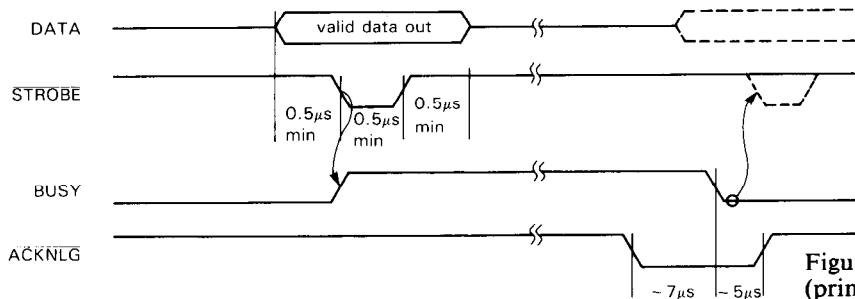 DATA
valid data out
STROBE
0.5μs min
0.5μs min
0.5μs min
BUSY
ACKNLG
~7μs
~5μs
Figu
(prin